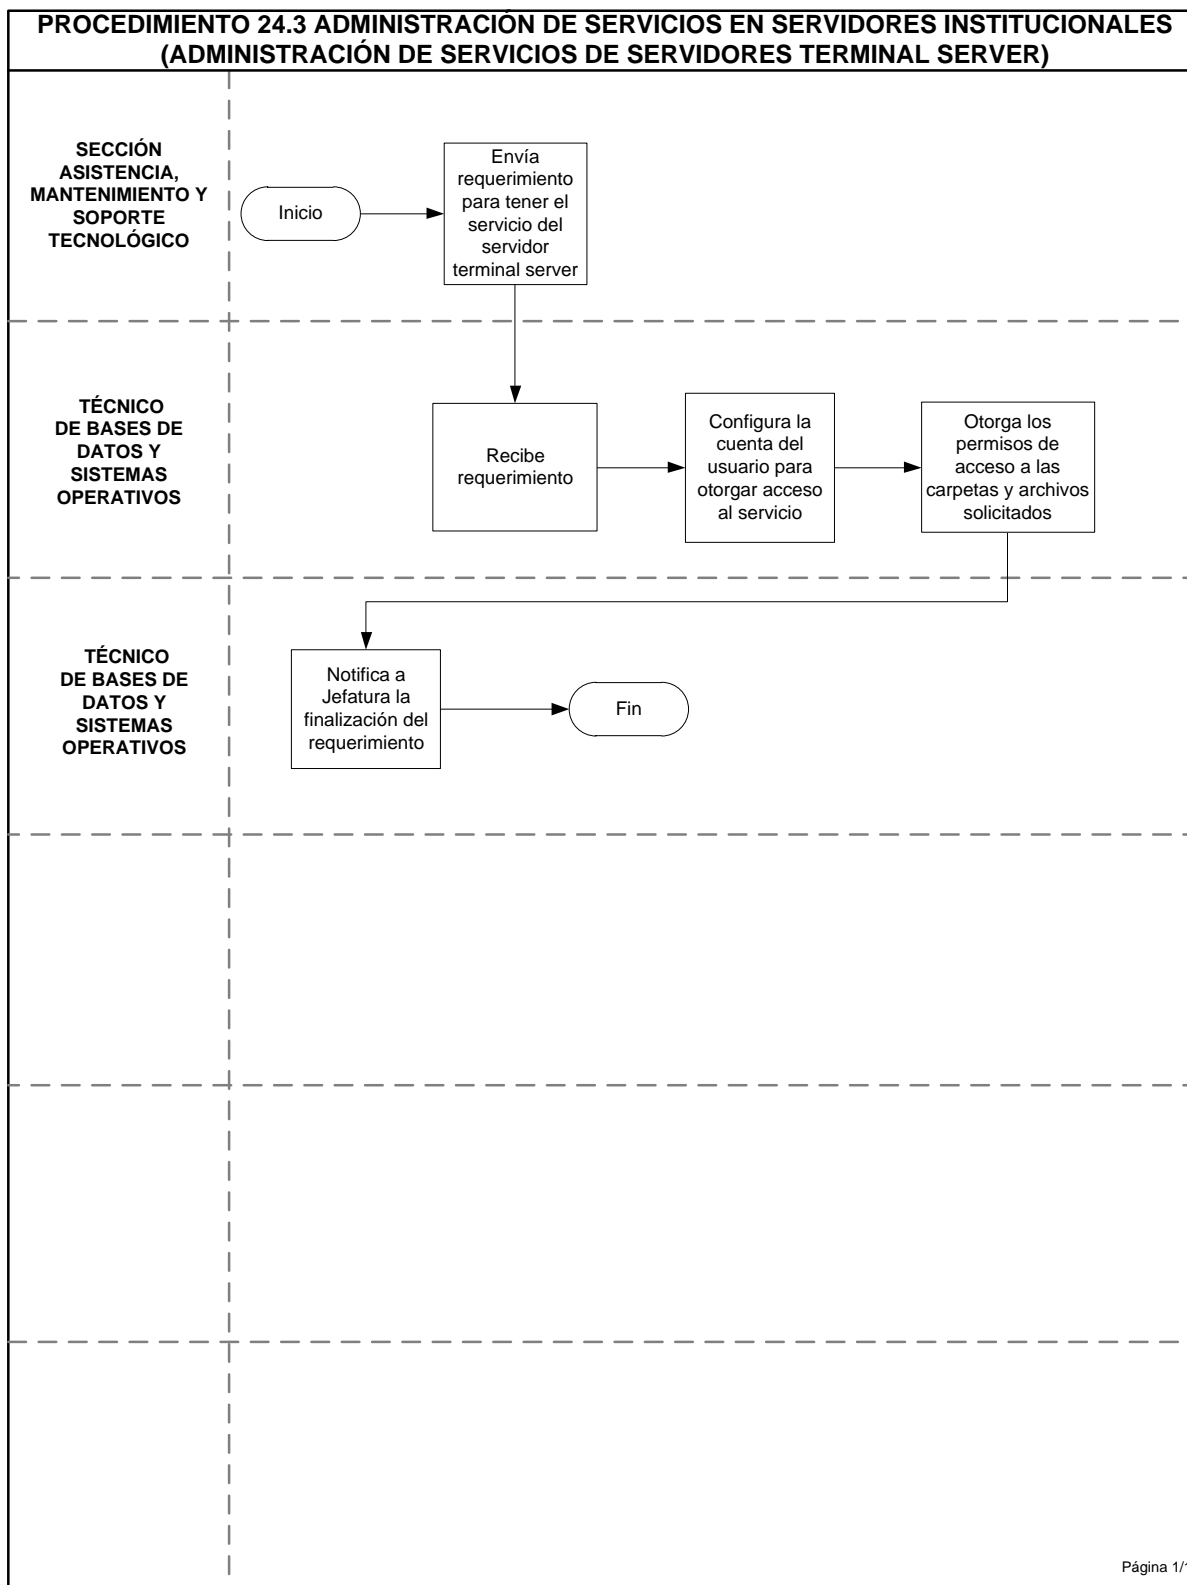 PROCEDIMIENTO 24.3 ADMINISTRACIÓN DE SERVICIOS EN SERVIDORES INSTITUCIONALES
(ADMINISTRACIÓN DE SERVICIOS DE SERVIDORES TERMINAL SERVER)
SECCIÓN
ASISTENCIA,
MANTENIMIENTO Y
SOPORTE
TECNOLÓGICO
Inicio
Envía
requerimiento
para tener el
servicio del
servidor
terminal server
TÉCNICO
DE BASES DE
DATOS Y
SISTEMAS
OPERATIVOS
Recibe
requerimiento
Configura la
cuenta del
usuario para
otorgar acceso
al servicio
Otorga los
permisos de
acceso a las
carpetas y archivos
solicitados
TÉCNICO
DE BASES DE
DATOS Y
SISTEMAS
OPERATIVOS
Notifica a
Jefatura la
finalización del
requerimiento
Fin
Página 1/1